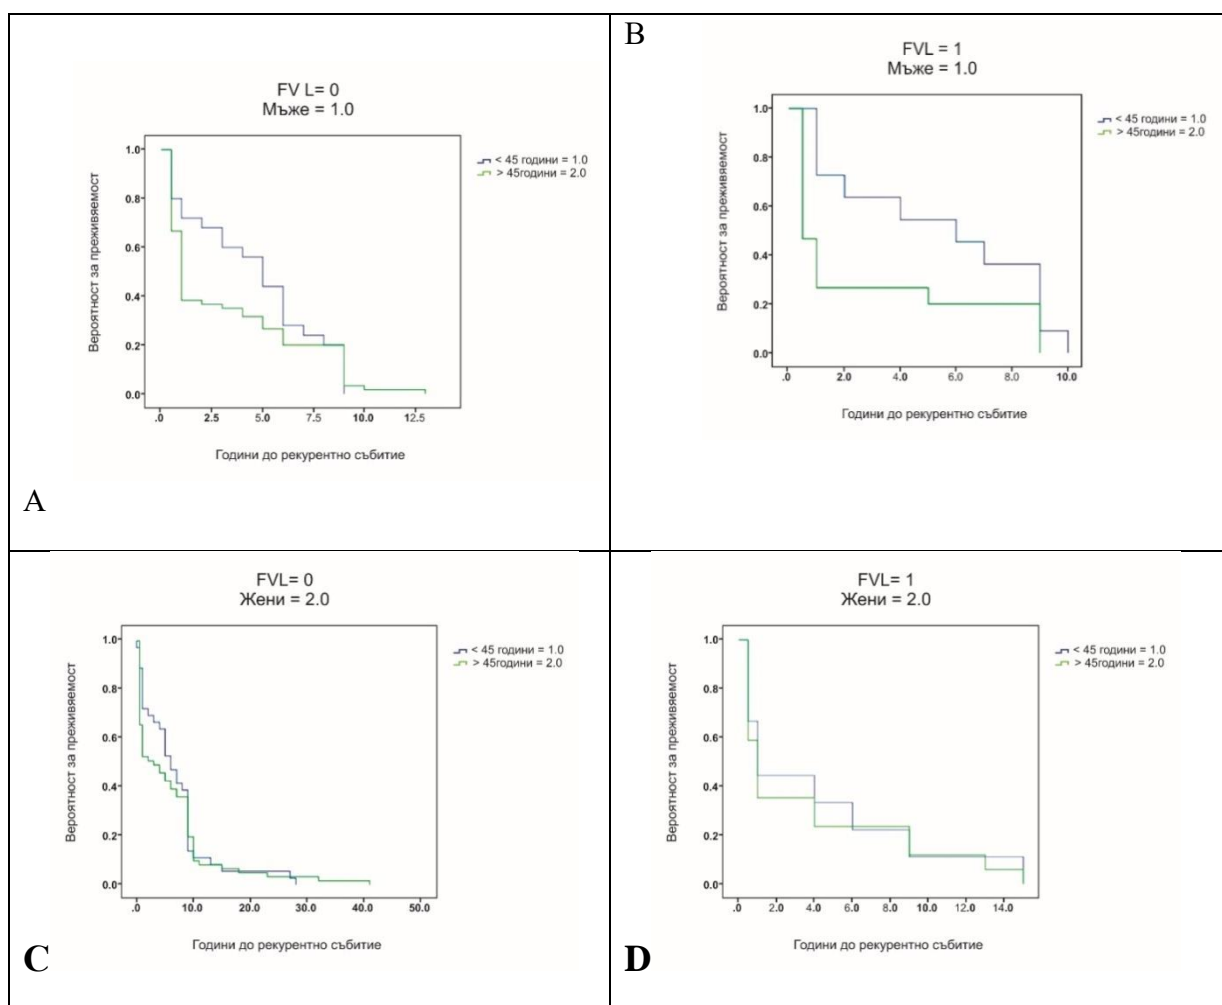 FV L= 0
Мъже = 1.0
Вероятност за преживяемост
1.0
0.8
0.6
0.4
0.2
0.0
.0 2.5 5.0 7.5 10.0 12.5
Години до рекурентно събитие
< 45 години = 1.0
> 45години = 2.0
A
B
FVL = 1
Мъже = 1.0
Вероятност за преживяемост
1.0
0.8
0.6
0.4
0.2
0.0
.0 2.0 4.0 6.0 8.0 10.0
Години до рекурентно събитие
< 45 години = 1.0
> 45години = 2.0
FVL= 0
Жени = 2.0
Вероятност за преживяемост
1.0
0.8
0.6
0.4
0.2
0.0
.0 10.0 20.0 30.0 40.0 50.0
Години до рекурентно събитие
< 45 години = 1.0
> 45години = 2.0
C
FVL= 1
Жени = 2.0
Вероятност за преживяемост
1.0
0.8
0.6
0.4
0.2
0.0
.0 2.0 4.0 6.0 8.0 10.0 12.0 14.0
Години до рекурентно събитие
< 45 години = 1.0
> 45години = 2.0
D